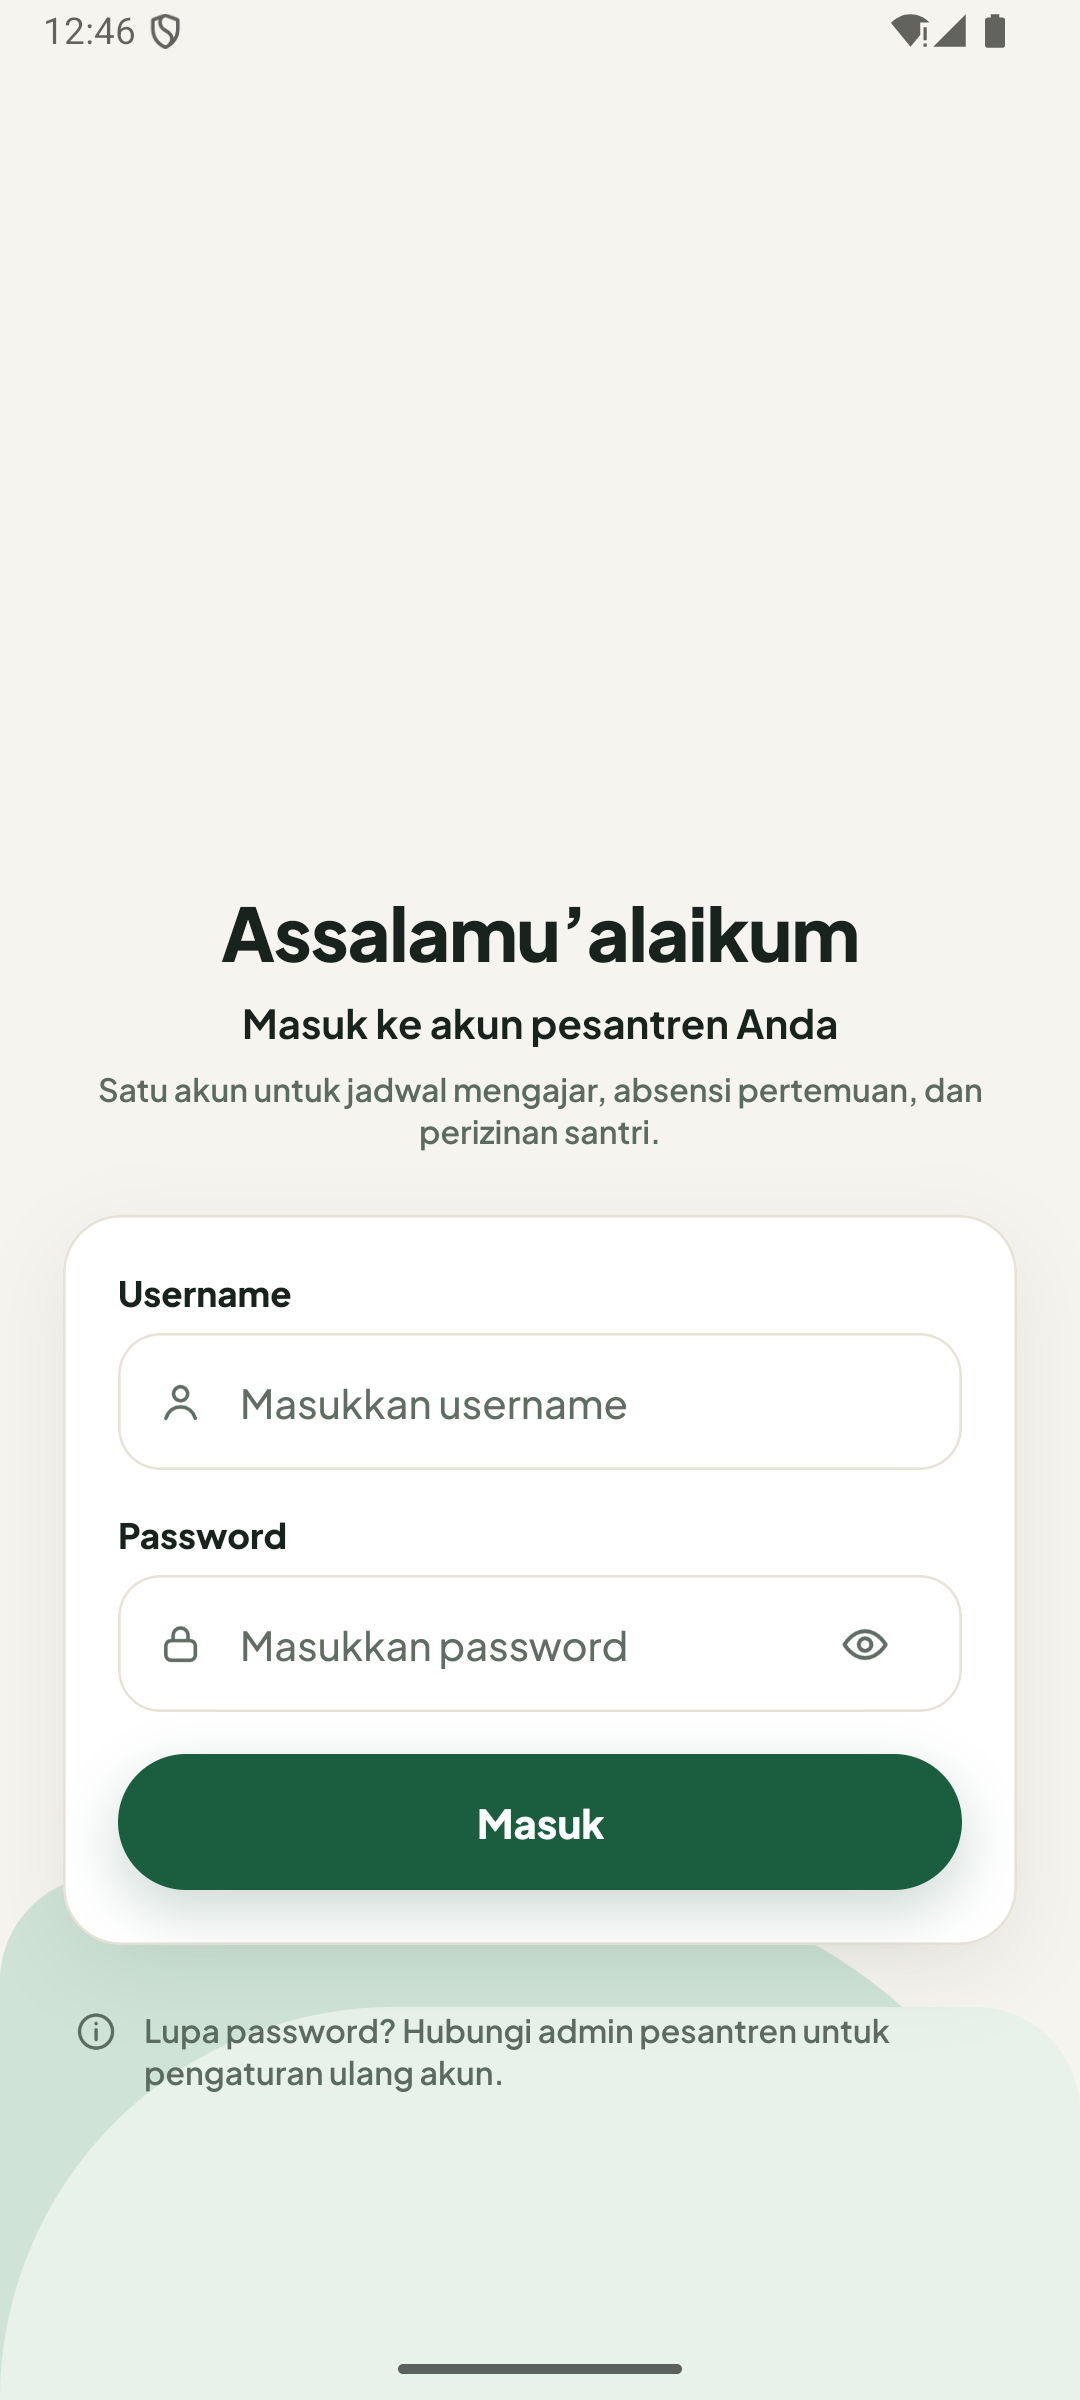 12:46
Assalamu’alaikum
Masuk ke akun pesantren Anda
Satu akun untuk jadwal mengajar, absensi pertemuan, dan
perizinan santri.
Username
Masukkan username
Password
Masukkan password
Masuk
Lupa password? Hubungi admin pesantren untuk
pengaturan ulang akun.